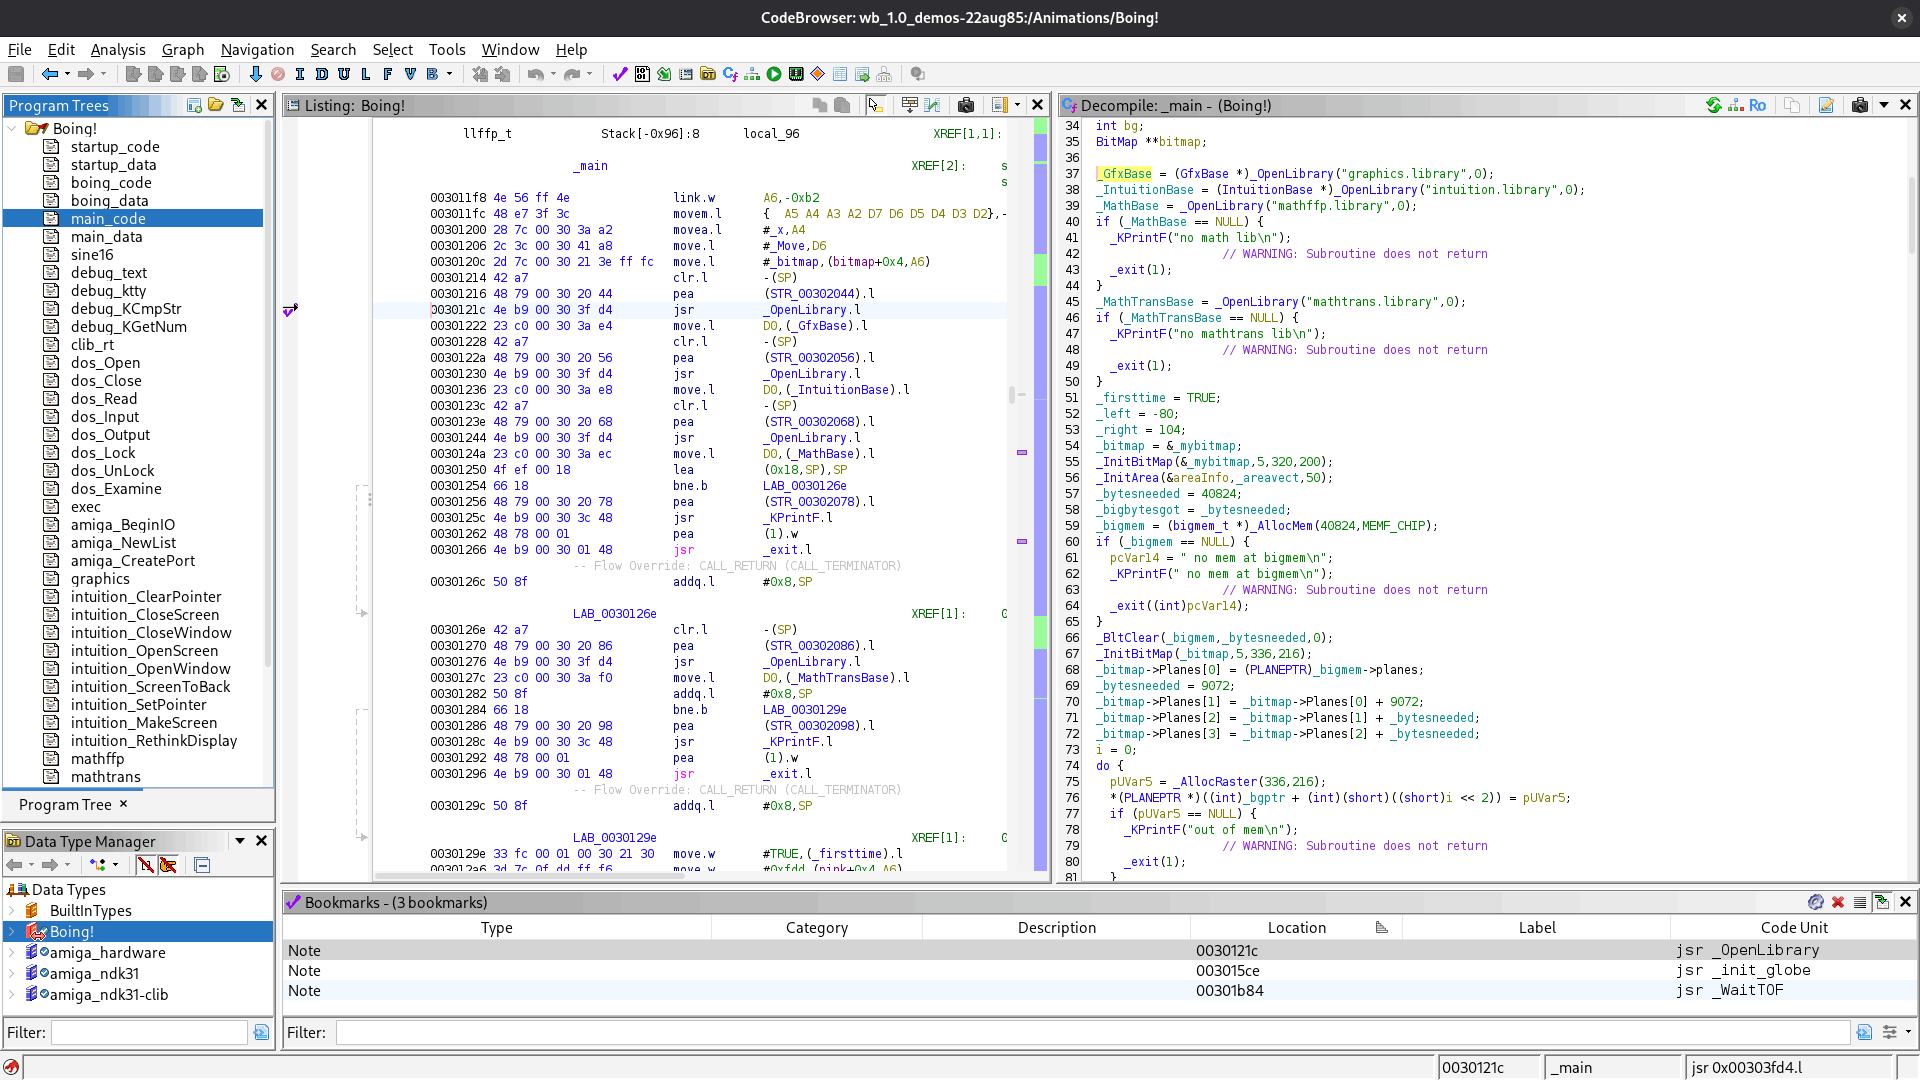 CodeBrowser: wb_1.0_demos-22aug85:/Animations/Boing!
File Edit Analysis Graph Navigation Search Select Tools Window Help
I D U L F V B
Program Trees
Boing!
startup_code
startup_data
boing_code
boing_data
main_code
main_data
sine16
debug_text
debug_ktty
debug_KCmpStr
debug_KGetNum
clib_rt
dos_Open
dos_Close
dos_Read
dos_Input
dos_Output
dos_Lock
dos_UnLock
dos_Examine
exec
amiga_BeginIO
amiga_NewList
amiga_CreatePort
graphics
intuition_ClearPointer
intuition_CloseScreen
intuition_CloseWindow
intuition_OpenScreen
intuition_OpenWindow
intuition_ScreenToBack
intuition_SetPointer
intuition_MakeScreen
intuition_RethinkDisplay
mathffp
mathtrans
Program Tree ×
Data Type Manager
Data Types
BuiltInTypes
Boing!
amiga_hardware
amiga_ndk31
amiga_ndk31-clib
Filter:
Listing: Boing!
llffp_t Stack[-0x96]:8 local_96 XREF[1,1]:
_main XREF[2]: s
s
003011f8 4e 56 ff 4e link.w A6,-0xb2
003011fc 48 e7 3f 3c movem.l { A5 A4 A3 A2 D7 D6 D5 D4 D3 D2},-
00301200 28 7c 00 30 3a a2 movea.l #_x,A4
00301206 2c 3c 00 30 41 a8 move.l #_Move,D6
0030120c 2d 7c 00 30 21 3e ff fc move.l #_bitmap,(bitmap+0x4,A6)
00301214 42 a7 clr.l -(SP)
00301216 48 79 00 30 20 44 pea (STR_00302044).l
0030121c 4e b9 00 30 3f d4 jsr _OpenLibrary.l
00301222 23 c0 00 30 3a e4 move.l D0,(_GfxBase).l
00301228 42 a7 clr.l -(SP)
0030122a 48 79 00 30 20 56 pea (STR_00302056).l
00301230 4e b9 00 30 3f d4 jsr _OpenLibrary.l
00301236 23 c0 00 30 3a e8 move.l D0,(_IntuitionBase).l
0030123c 42 a7 clr.l -(SP)
0030123e 48 79 00 30 20 68 pea (STR_00302068).l
00301244 4e b9 00 30 3f d4 jsr _OpenLibrary.l
0030124a 23 c0 00 30 3a ec move.l D0,(_MathBase).l
00301250 4f ef 00 18 lea (0x18,SP),SP
00301254 66 18 bne.b LAB_0030126e
00301256 48 79 00 30 20 78 pea (STR_00302078).l
0030125c 4e b9 00 30 3c 48 jsr _KPrintF.l
00301262 48 78 00 01 pea (1).w
00301266 4e b9 00 30 01 48 jsr _exit.l
-- Flow Override: CALL_RETURN (CALL_TERMINATOR)
0030126c 50 8f addq.l #0x8,SP
LAB_0030126e XREF[1]: 0
0030126e 42 a7 clr.l -(SP)
00301270 48 79 00 30 20 86 pea (STR_00302086).l
00301276 4e b9 00 30 3f d4 jsr _OpenLibrary.l
0030127c 23 c0 00 30 3a f0 move.l D0,(_MathTransBase).l
00301282 50 8f addq.l #0x8,SP
00301284 66 18 bne.b LAB_0030129e
00301286 48 79 00 30 20 98 pea (STR_00302098).l
0030128c 4e b9 00 30 3c 48 jsr _KPrintF.l
00301292 48 78 00 01 pea (1).w
00301296 4e b9 00 30 01 48 jsr _exit.l
-- Flow Override: CALL_RETURN (CALL_TERMINATOR)
0030129c 50 8f addq.l #0x8,SP
LAB_0030129e XREF[1]: 0
0030129e 33 fc 00 01 00 30 21 30 move.w #TRUE,(_firsttime).l
003012a6 3d 7c 0f dd ff f6 move.w #0xfdd,(pink+0x4,A6)
Decompile: _main - (Boing!)
Ro
34 int bg;
35 BitMap **bitmap;
36
37 _GfxBase = (GfxBase *)_OpenLibrary("graphics.library",0);
38 _IntuitionBase = (IntuitionBase *)_OpenLibrary("intuition.library",0);
39 _MathBase = _OpenLibrary("mathffp.library",0);
40 if (_MathBase == NULL) {
41 _KPrintF("no math lib\n");
42 // WARNING: Subroutine does not return
43 _exit(1);
44 }
45 _MathTransBase = _OpenLibrary("mathtrans.library",0);
46 if (_MathTransBase == NULL) {
47 _KPrintF("no mathtrans lib\n");
48 // WARNING: Subroutine does not return
49 _exit(1);
50 }
51 _firsttime = TRUE;
52 _left = -80;
53 _right = 104;
54 _bitmap = &_mybitmap;
55 _InitBitMap(&_mybitmap,5,320,200);
56 _InitArea(&areaInfo,_areavect,50);
57 _bytesneeded = 40824;
58 _bigbytesgot = _bytesneeded;
59 _bigmem = (bigmem_t *)_AllocMem(40824,MEMF_CHIP);
60 if (_bigmem == NULL) {
61 pcVar14 = " no mem at bigmem\n";
62 _KPrintF(" no mem at bigmem\n");
63 // WARNING: Subroutine does not return
64 _exit((int)pcVar14);
65 }
66 _BltClear(_bigmem,_bytesneeded,0);
67 _InitBitMap(_bitmap,5,336,216);
68 _bitmap->Planes[0] = (PLANEPTR)_bigmem->planes;
69 _bytesneeded = 9072;
70 _bitmap->Planes[1] = _bitmap->Planes[0] + 9072;
71 _bitmap->Planes[2] = _bitmap->Planes[1] + _bytesneeded;
72 _bitmap->Planes[3] = _bitmap->Planes[2] + _bytesneeded;
73 i = 0;
74 do {
75 pUVar5 = _AllocRaster(336,216);
76 *(PLANEPTR *)((int)_bgptr + (int)(short)((short)i << 2)) = pUVar5;
77 if (pUVar5 == NULL) {
78 _KPrintF("out of mem\n");
79 // WARNING: Subroutine does not return
80 _exit(1);
81 }
Bookmarks - (3 bookmarks)
Type Category Description Location Label Code Unit
Note 0030121c jsr _OpenLibrary
Note 003015ce jsr _init_globe
Note 00301b84 jsr _WaitTOF
Filter:
0030121c _main jsr 0x00303fd4.l